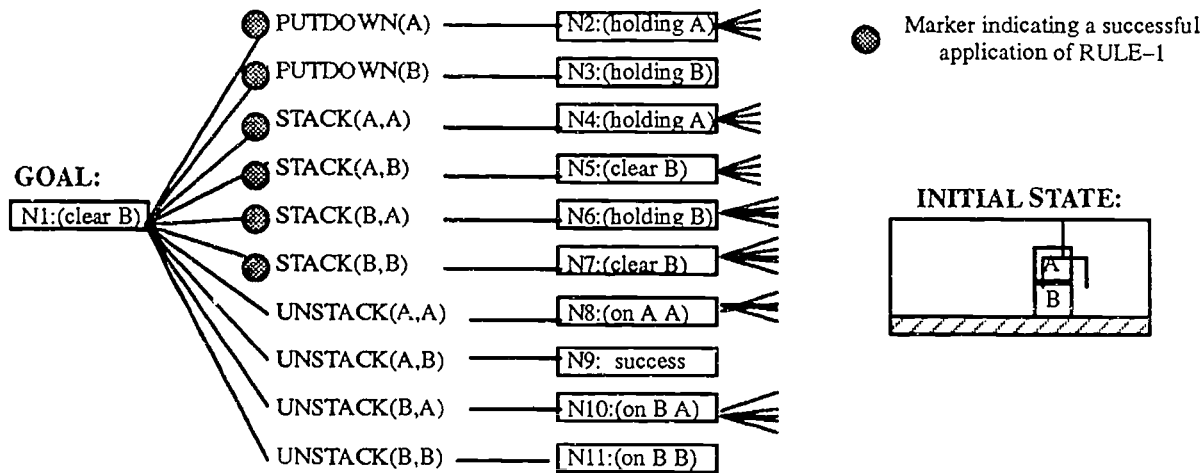 PUTDOWN(A)
N2:(holding A)
Marker indicating a successful
application of RULE-1
PUTDOWN(B)
N3:(holding B)
STACK(A,A)
N4:(holding A)
STACK(A,B)
N5:(clear B)
GOAL:
N1:(clear B)
STACK(B,A)
N6:(holding B)
INITIAL STATE:
STACK(B,B)
N7:(clear B)
A
B
UNSTACK(A,A)
N8:(on A A)
UNSTACK(A,B)
N9: success
UNSTACK(B,A)
N10:(on B A)
UNSTACK(B,B)
N11:(on B B)